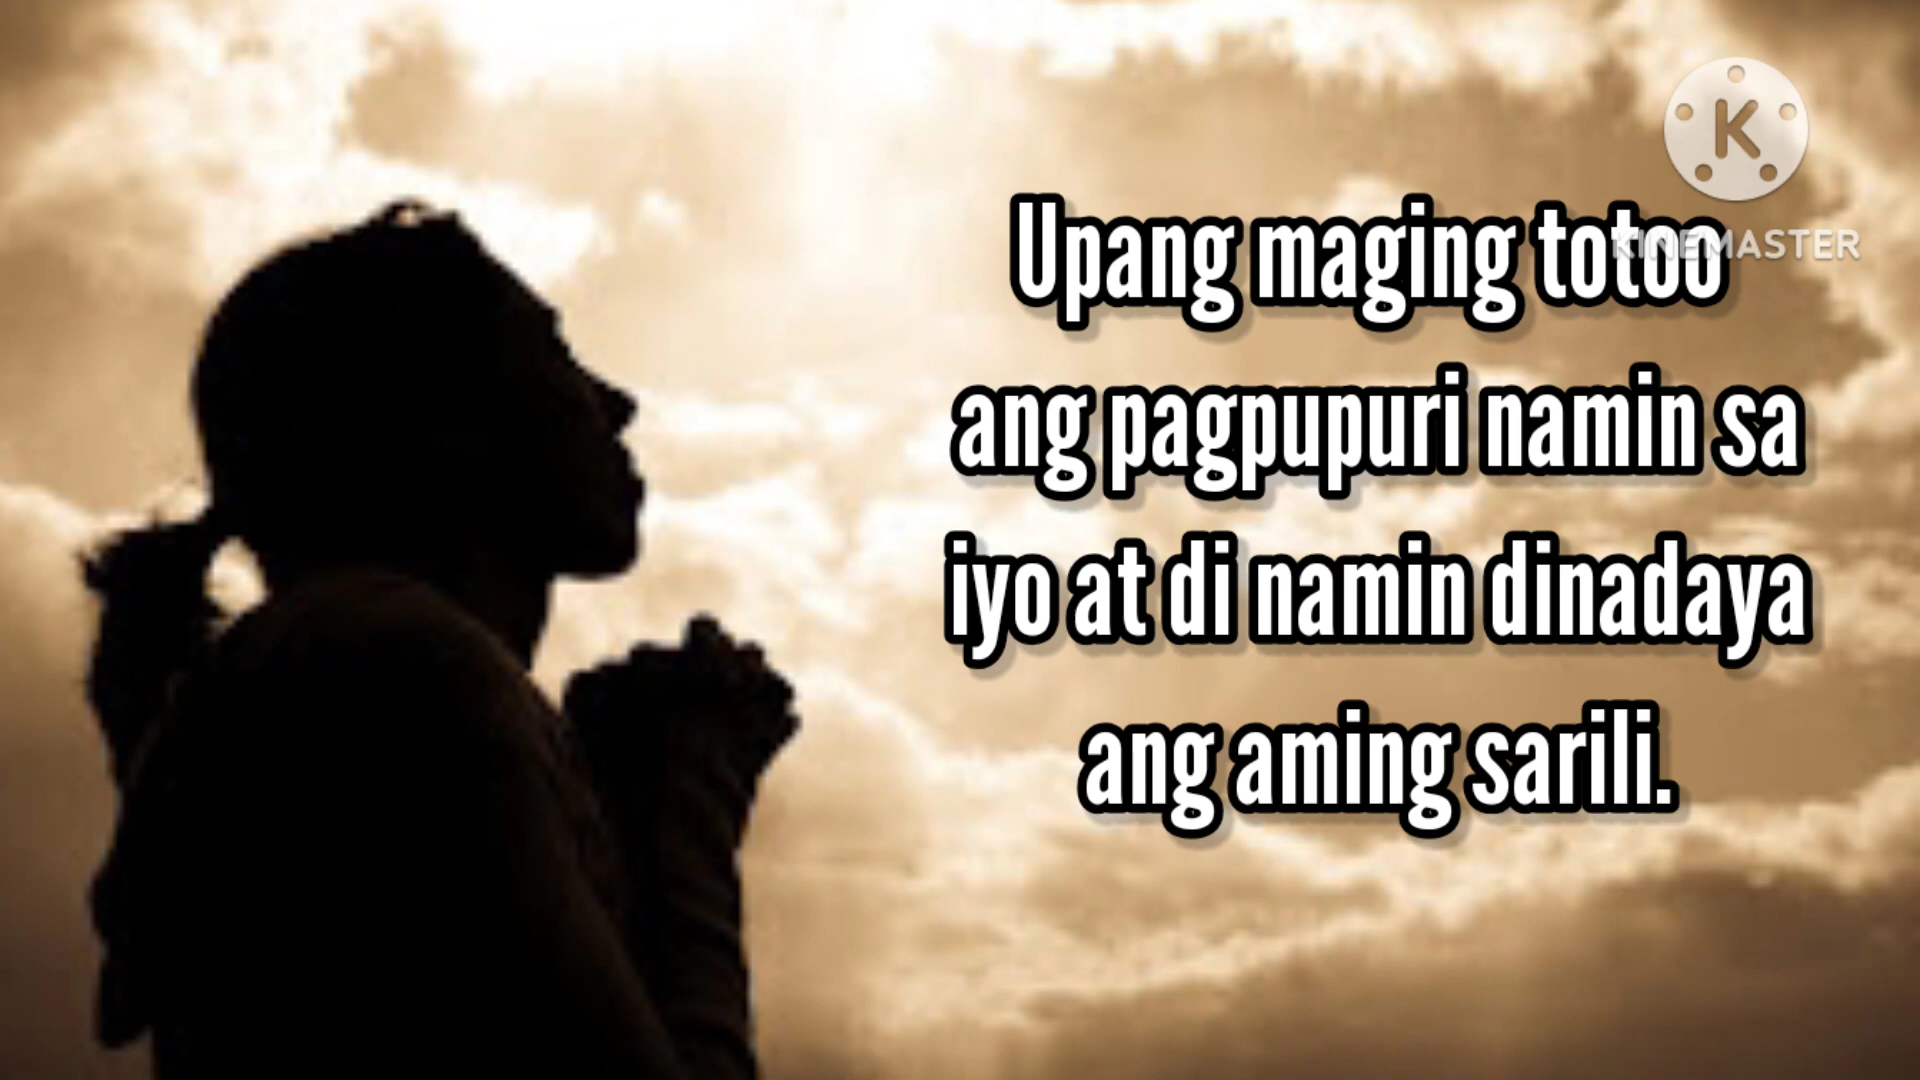 K
KINEMASTER
Upang maging totoo
ang pagpupuri namin sa
iyo at di namin dinadaya
ang aming sarili.